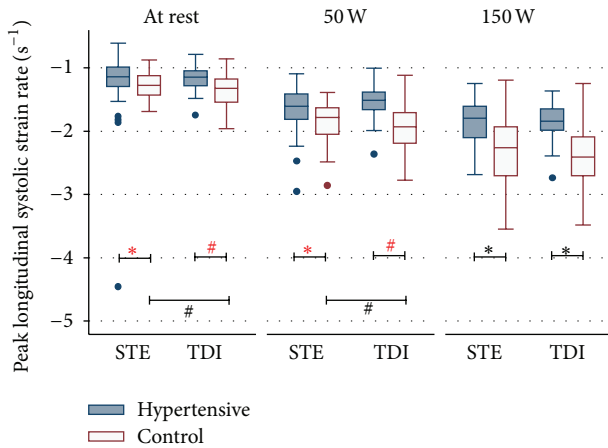 At rest 50 W 150 W
Peak longitudinal systolic strain rate (s−1)
−1
−2
−3
−4
−5
* # * # * *
# #
STE TDI STE TDI STE TDI
Hypertensive
Control